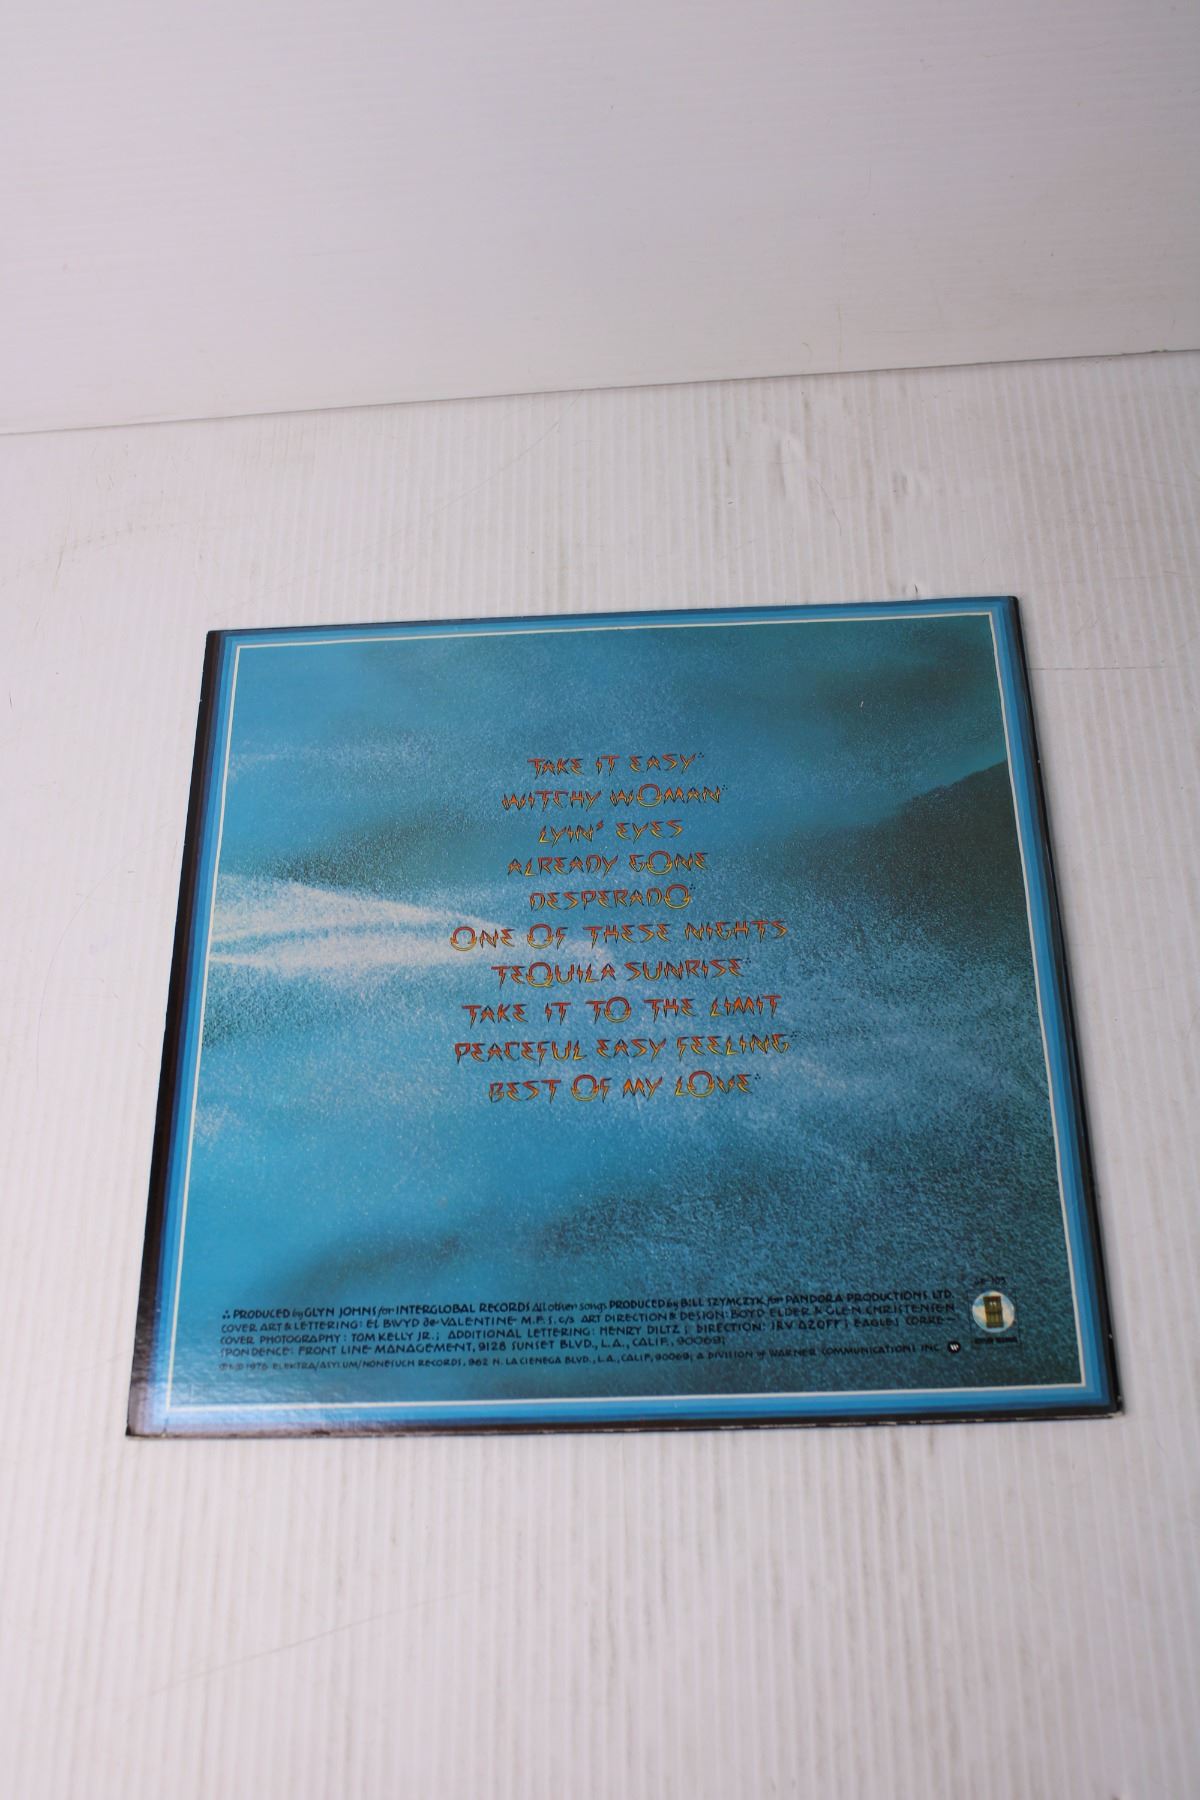 TAKE IT EASY∴
WITCHY WOMAN∴
LYIN' EYES
ALREADY GONE
DESPERADO∴
ONE OF THESE NIGHTS
TEQUILA SUNRISE∴
TAKE IT TO THE LIMIT
PEACEFUL EASY FEELING∴
BEST OF MY LOVE∴
∴ PRODUCED by GLYN JOHNS for INTERGLOBAL RECORDS All other songs PRODUCED by BILL SZYMCZYK for PANDORA PRODUCTIONS, LTD.
COVER ART & LETTERING: EL BWYD de VALENTINE M.F.S. c/s ART DIRECTION & DESIGN: BOYD ELDER & GLEN CHRISTENSEN
COVER PHOTOGRAPHY: TOM KELLY JR.; ADDITIONAL LETTERING: HENRY DILTZ; DIRECTION: IRV AZOFF; EAGLES CORRE-
SPONDENCE: FRONT LINE MANAGEMENT, 9128 SUNSET BLVD., L.A., CALIF., 90069;
1976 ELEKTRA/ASYLUM/NONESUCH RECORDS, 962 N. LA CIENEGA BLVD., L.A., CALIF, 90069; A DIVISION of WARNER COMMUNICATIONS INC.
ASYLUM RECORDS